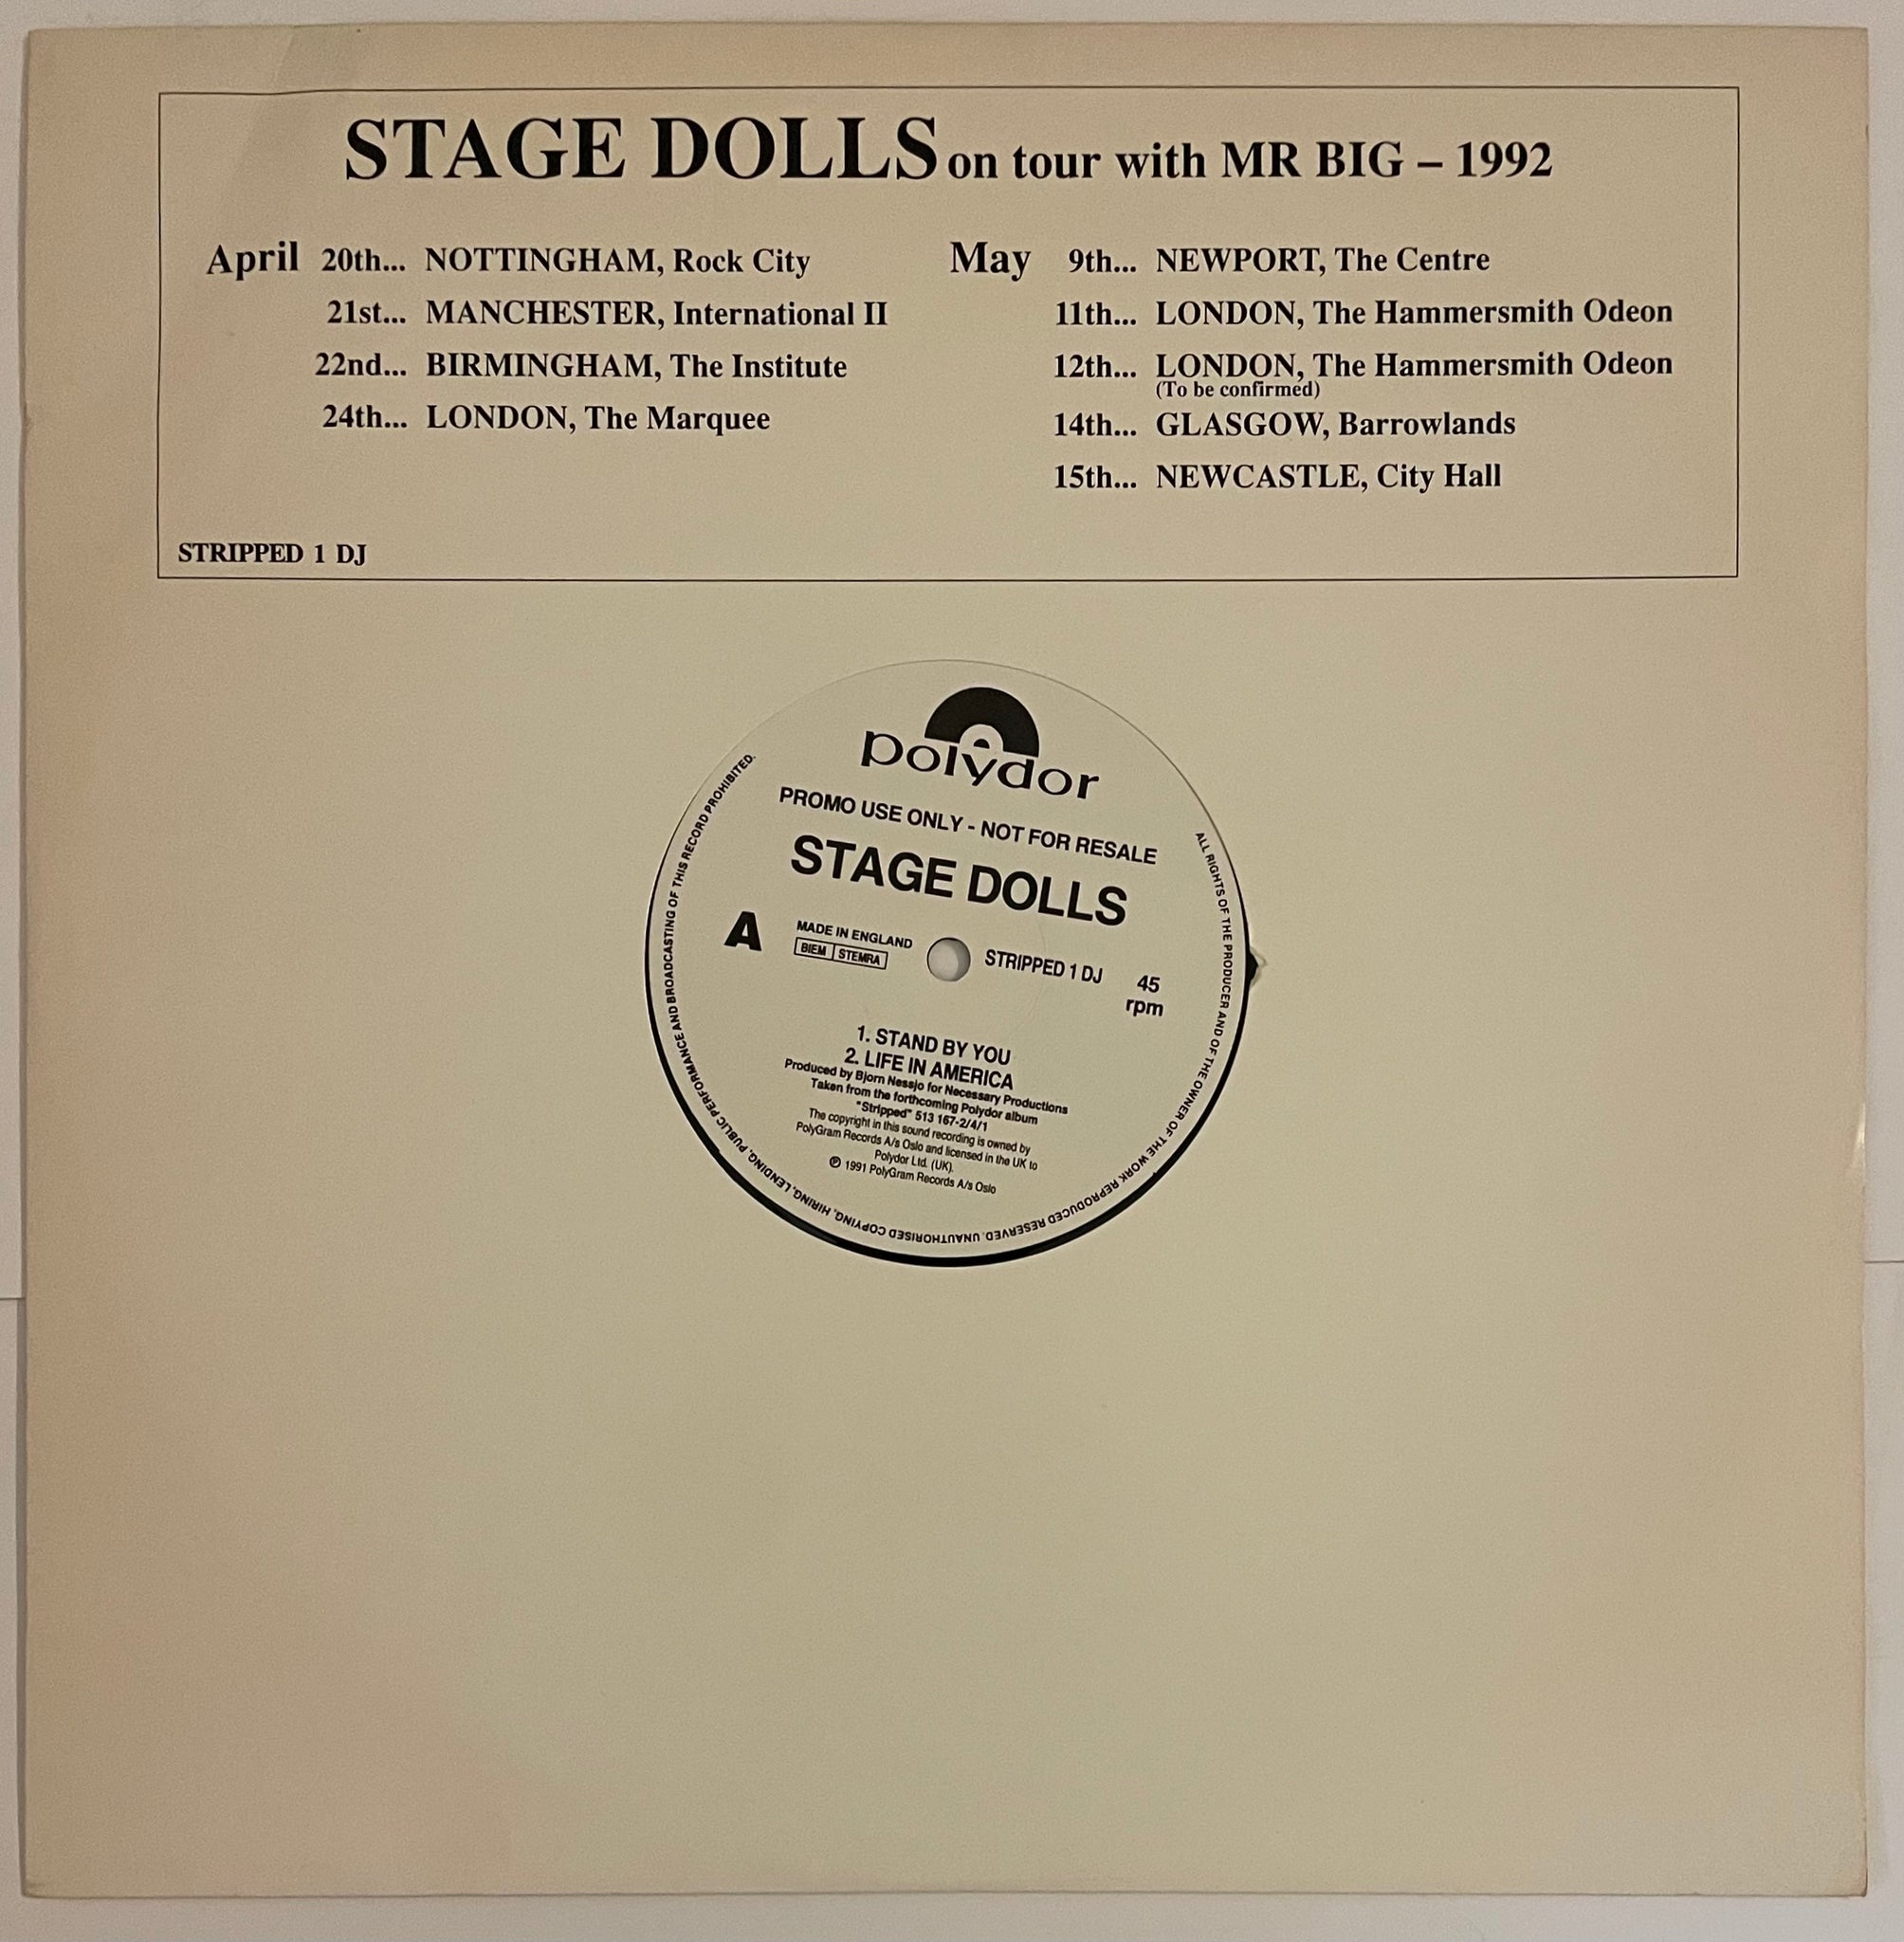 STAGE DOLLS on tour with MR BIG – 1992
April 20th... NOTTINGHAM, Rock City
21st... MANCHESTER, International II
22nd... BIRMINGHAM, The Institute
24th... LONDON, The Marquee
May 9th... NEWPORT, The Centre
11th... LONDON, The Hammersmith Odeon
12th... LONDON, The Hammersmith Odeon
(To be confirmed)
14th... GLASGOW, Barrowlands
15th... NEWCASTLE, City Hall
STRIPPED 1 DJ
polydor
PROMO USE ONLY - NOT FOR RESALE
STAGE DOLLS
A
MADE IN ENGLAND
BIEM STEMRA
STRIPPED 1 DJ
45
rpm
1. STAND BY YOU
2. LIFE IN AMERICA
Produced by Bjorn Nessjo for Necessary Productions
Taken from the forthcoming Polydor album
"Stripped" 513 167-2/4/1
The copyright in this sound recording is owned by
PolyGram Records A/s Oslo and licensed in the UK to
Polydor Ltd. (UK).
℗ 1991 PolyGram Records A/s Oslo
ALL RIGHTS OF THE PRODUCER AND OF THE OWNER OF THE WORK REPRODUCED RESERVED. UNAUTHORISED COPYING, HIRING, LENDING, PUBLIC PERFORMANCE AND BROADCASTING OF THIS RECORD PROHIBITED.